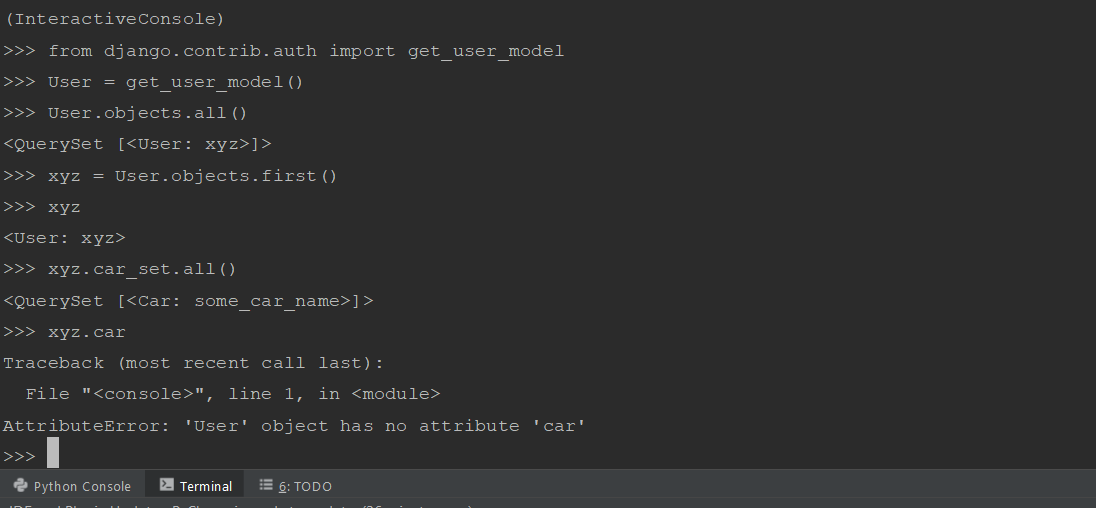 (InteractiveConsole)
>>> from django.contrib.auth import get_user_model
>>> User = get_user_model()
>>> User.objects.all()
<QuerySet [<User: xyz>]>
>>> xyz = User.objects.first()
>>> xyz
<User: xyz>
>>> xyz.car_set.all()
<QuerySet [<Car: some_car_name>]>
>>> xyz.car
Traceback (most recent call last):
  File "<console>", line 1, in <module>
AttributeError: 'User' object has no attribute 'car'
>>>
Python Console Terminal 6: TODO